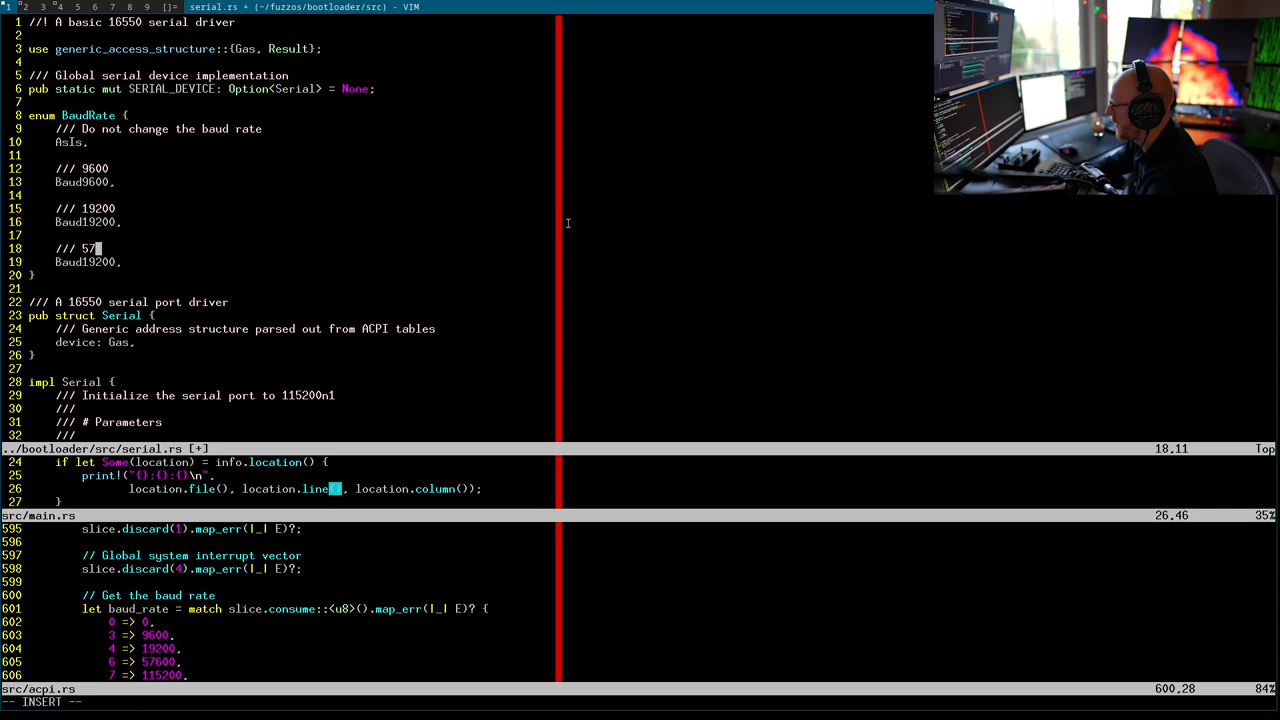 1 2 3 4 5 6 7 8 9 []= serial.rs + (~/fuzzos/bootloader/src) - VIM
1 //! A basic 16550 serial driver
2
3 use generic_access_structure::{Gas, Result};
4
5 /// Global serial device implementation
6 pub static mut SERIAL_DEVICE: Option<Serial> = None;
7
8 enum BaudRate {
9     /// Do not change the baud rate
10     AsIs,
11
12     /// 9600
13     Baud9600,
14
15     /// 19200
16     Baud19200,
17
18     /// 57
19     Baud19200,
20 }
21
22 /// A 16550 serial port driver
23 pub struct Serial {
24     /// Generic address structure parsed out from ACPI tables
25     device: Gas,
26 }
27
28 impl Serial {
29     /// Initialize the serial port to 115200n1
30     ///
31     /// # Parameters
32     ///
../bootloader/src/serial.rs [+] 18,11 Top
24     if let Some(location) = info.location() {
25         print!("{}:{}:{}\n",
26                location.file(), location.line(), location.column());
27     }
src/main.rs 26,46 35%
595         slice.discard(1).map_err(|_| E)?;
596
597         // Global system interrupt vector
598         slice.discard(4).map_err(|_| E)?;
599
600         // Get the baud rate
601         let baud_rate = match slice.consume::<u8>().map_err(|_| E)? {
602             0 => 0,
603             3 => 9600,
604             4 => 19200,
605             6 => 57600,
606             7 => 115200,
src/acpi.rs 600,28 84%
-- INSERT --